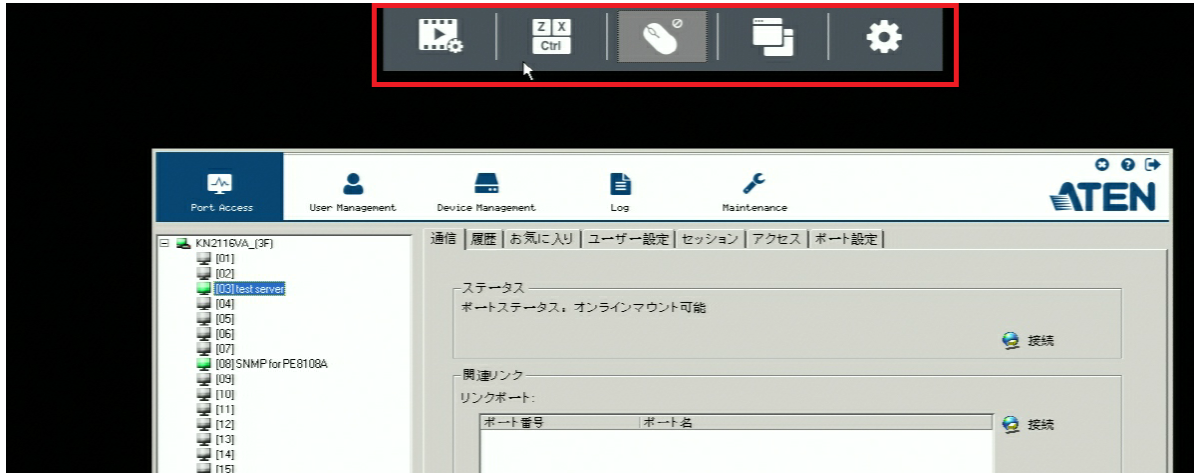 Z X
Ctrl
ATEN
Port Access
User Management
Device Management
Log
Maintenance
KN2116VA_(3F)
[01]
[02]
[03]test server
[04]
[05]
[06]
[07]
[08]SNMP for PE8108A
[09]
[10]
[11]
[12]
[13]
[14]
[15]
通信
履歴
お気に入り
ユーザー設定
セッション
アクセス
ポート設定
ステータス
ポートステータス: オンラインマウント可能
接続
関連リンク
リンクポート:
ポート番号
ポート名
接続